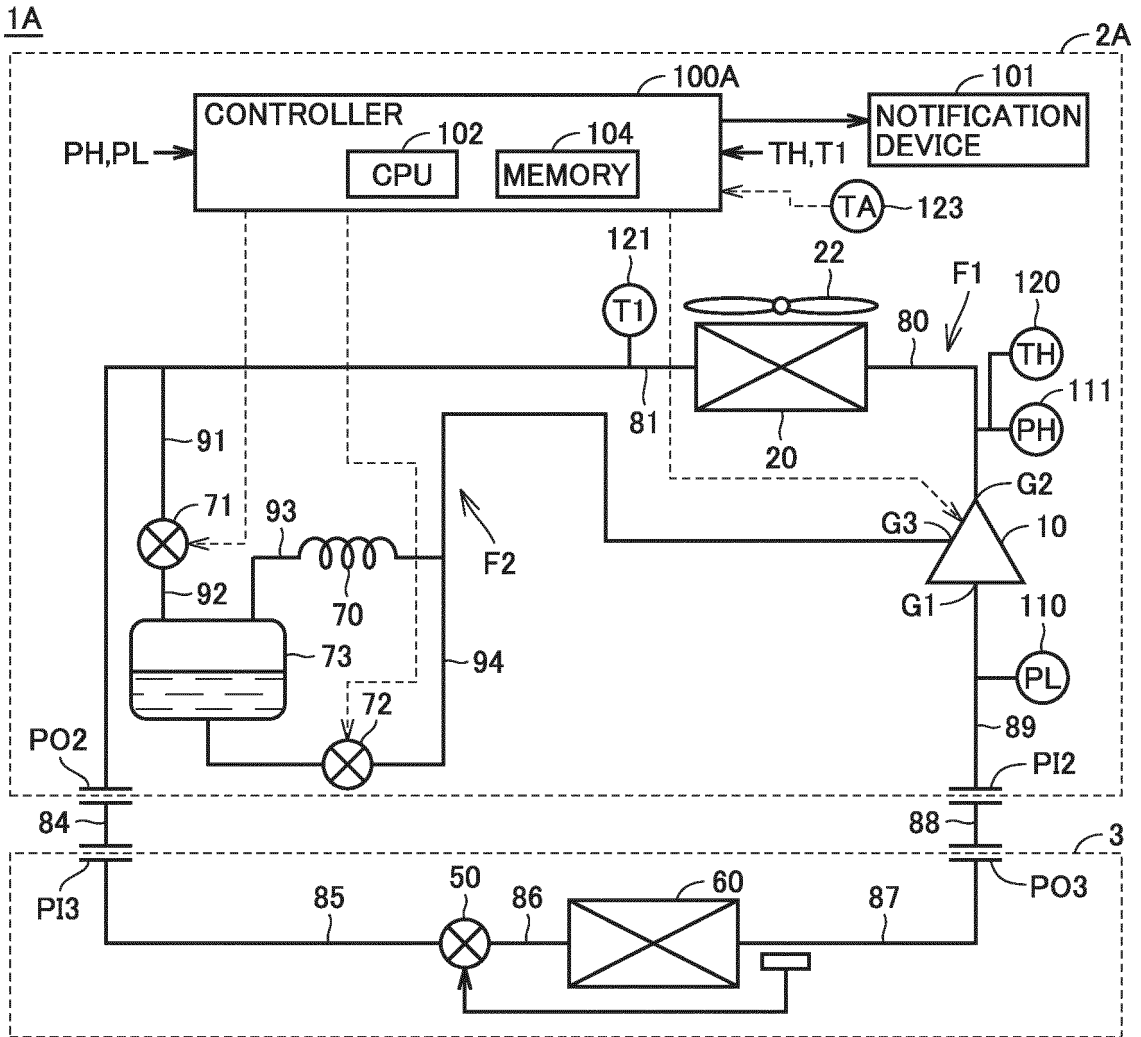 1A
2A
100A
101
CONTROLLER
102
104
CPU
MEMORY
NOTIFICATION
DEVICE
PH,PL
TH,T1
TA
123
121
22
F1
120
T1
80
TH
81
111
20
PH
91
G2
71
93
G3
10
F2
92
70
G1
110
73
94
PL
72
89
PO2
PI2
84
88
3
PI3
50
60
PO3
85
86
87